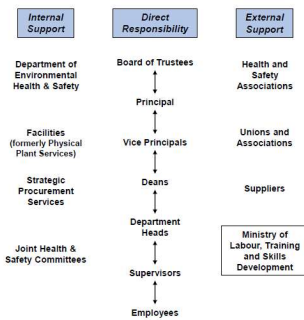 Internal
Support
Direct
Responsibility
External
Support
Department of
Environmental
Health & Safety
Facilities
(formerly Physical
Plant Services)
Strategic
Procurement
Services
Joint Health &
Safety Committees
Board of Trustees
Principal
Vice Principals
Deans
Department
Heads
Supervisors
Employees
Health and
Safety
Associations
Unions and
Associations
Suppliers
Ministry of
Labour, Training
and Skills
Development